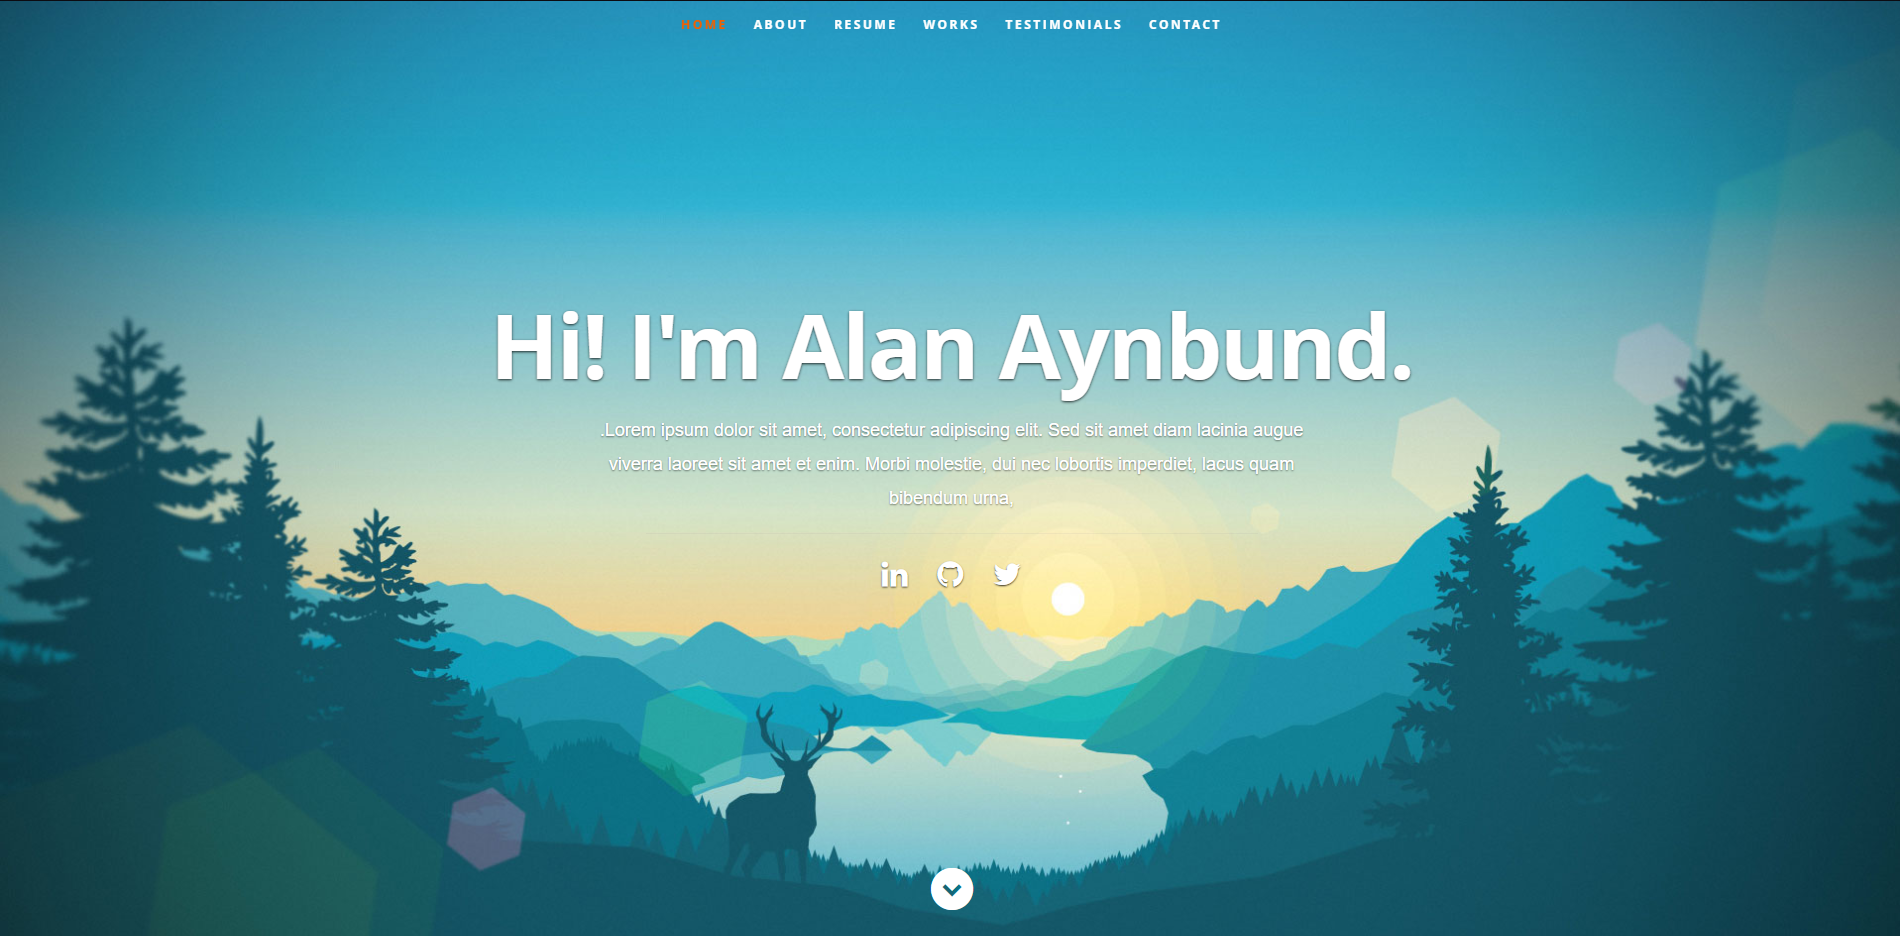 HOME ABOUT RESUME WORKS TESTIMONIALS CONTACT
Hi! I'm Alan Aynbund.
.Lorem ipsum dolor sit amet, consectetur adipiscing elit. Sed sit amet diam lacinia augue
viverra laoreet sit amet et enim. Morbi molestie, dui nec lobortis imperdiet, lacus quam
bibendum urna,
in